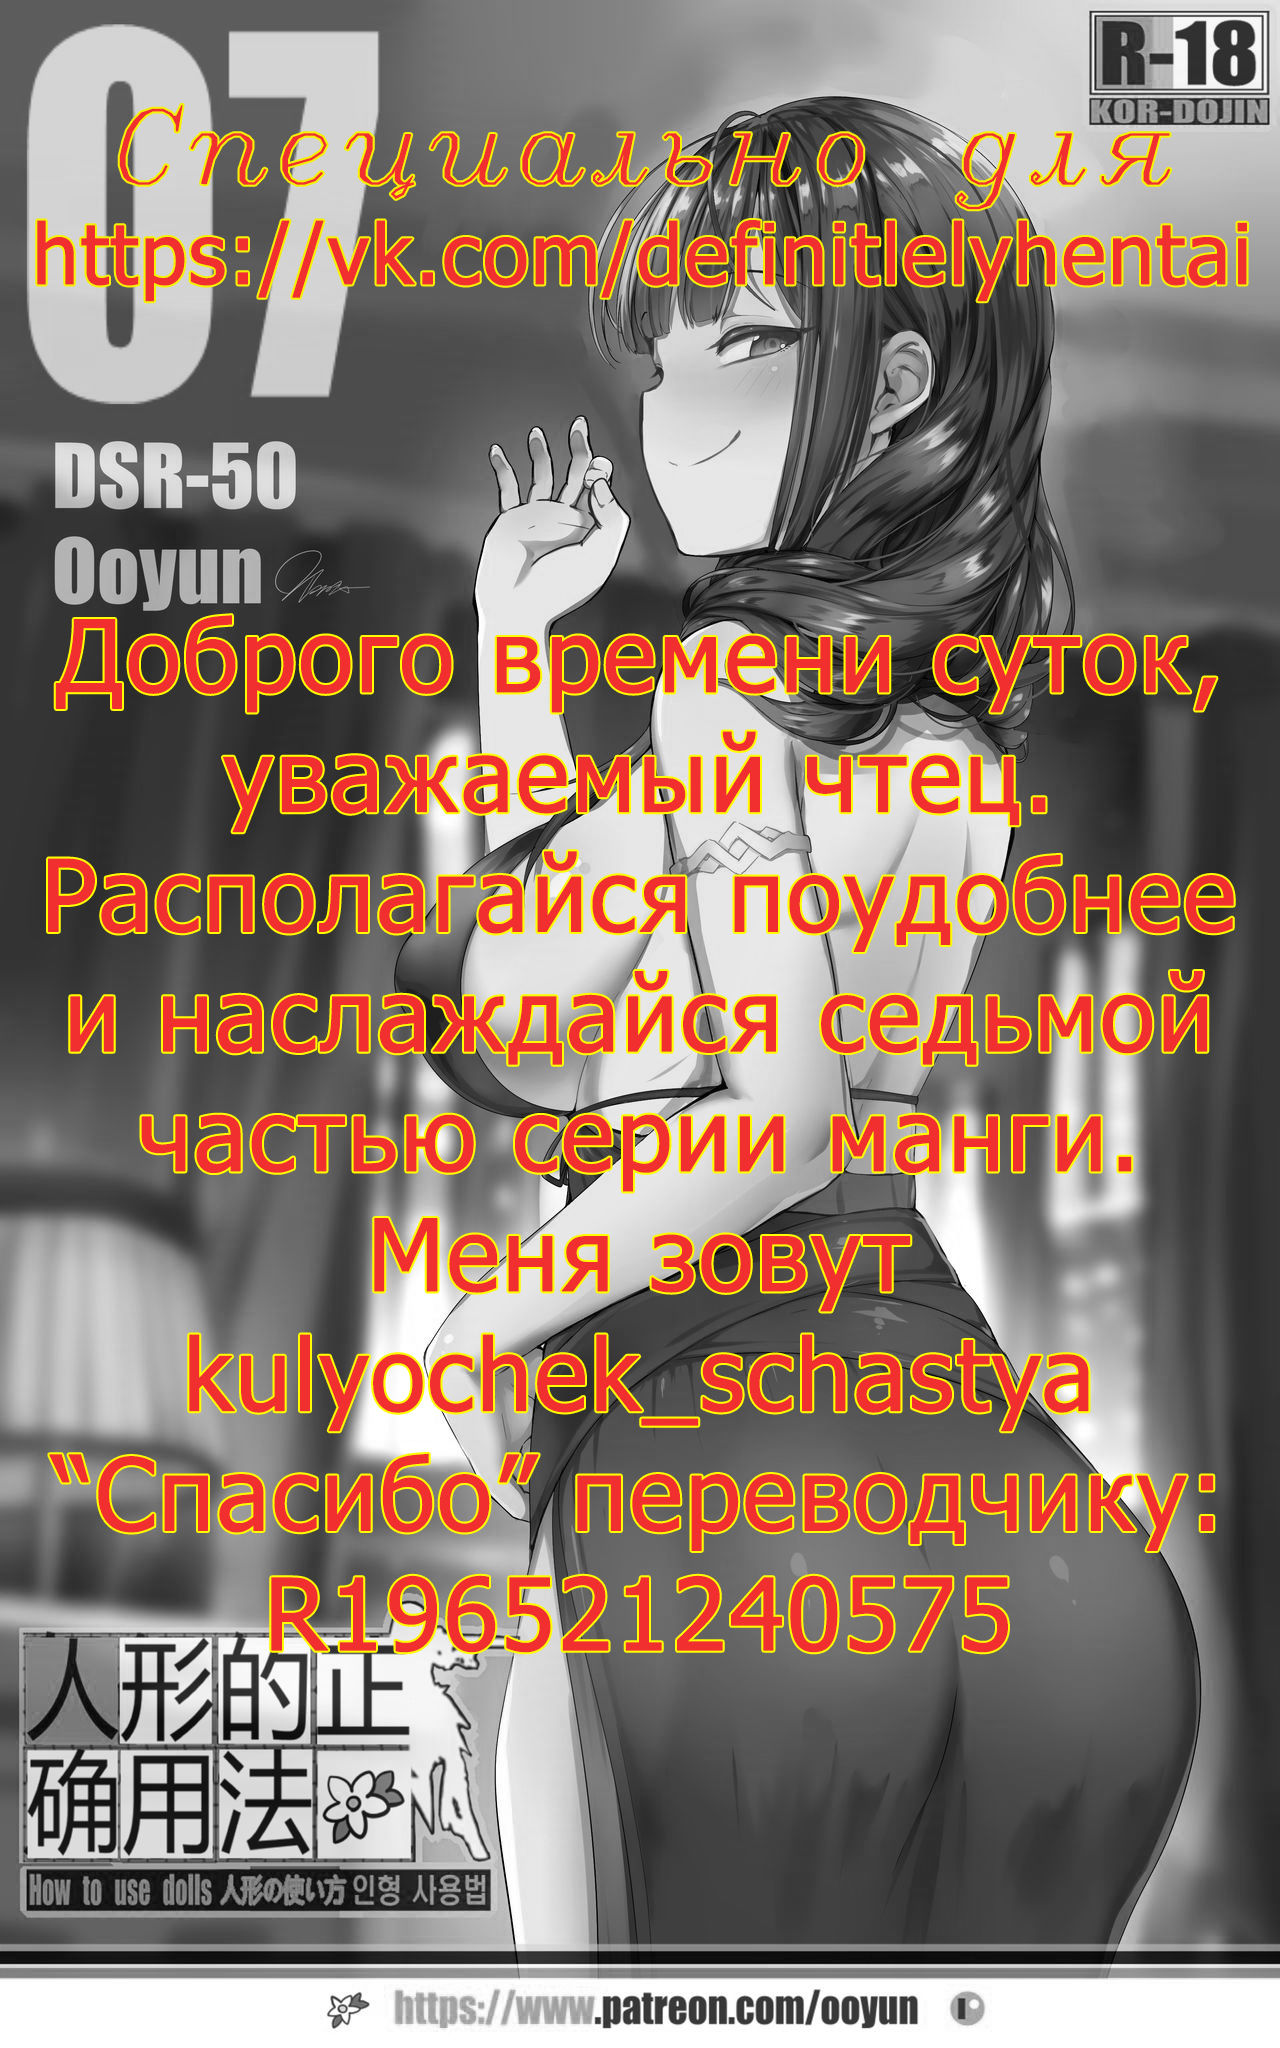 07
R-18
KOR-DOJIN
Специально для
https://vk.com/definitlelyhentai
DSR-50
Ooyun
Доброго времени суток,
уважаемый чтец.
Располагайся поудобнее
и наслаждайся седьмой
частью серии манги.
Меня зовут
kulyochek_schastya
“Спасибо” переводчику:
R196521240575
人形的正
确用法
How to use dolls 人形の使い方 인형 사용법
https://www.patreon.com/ooyun